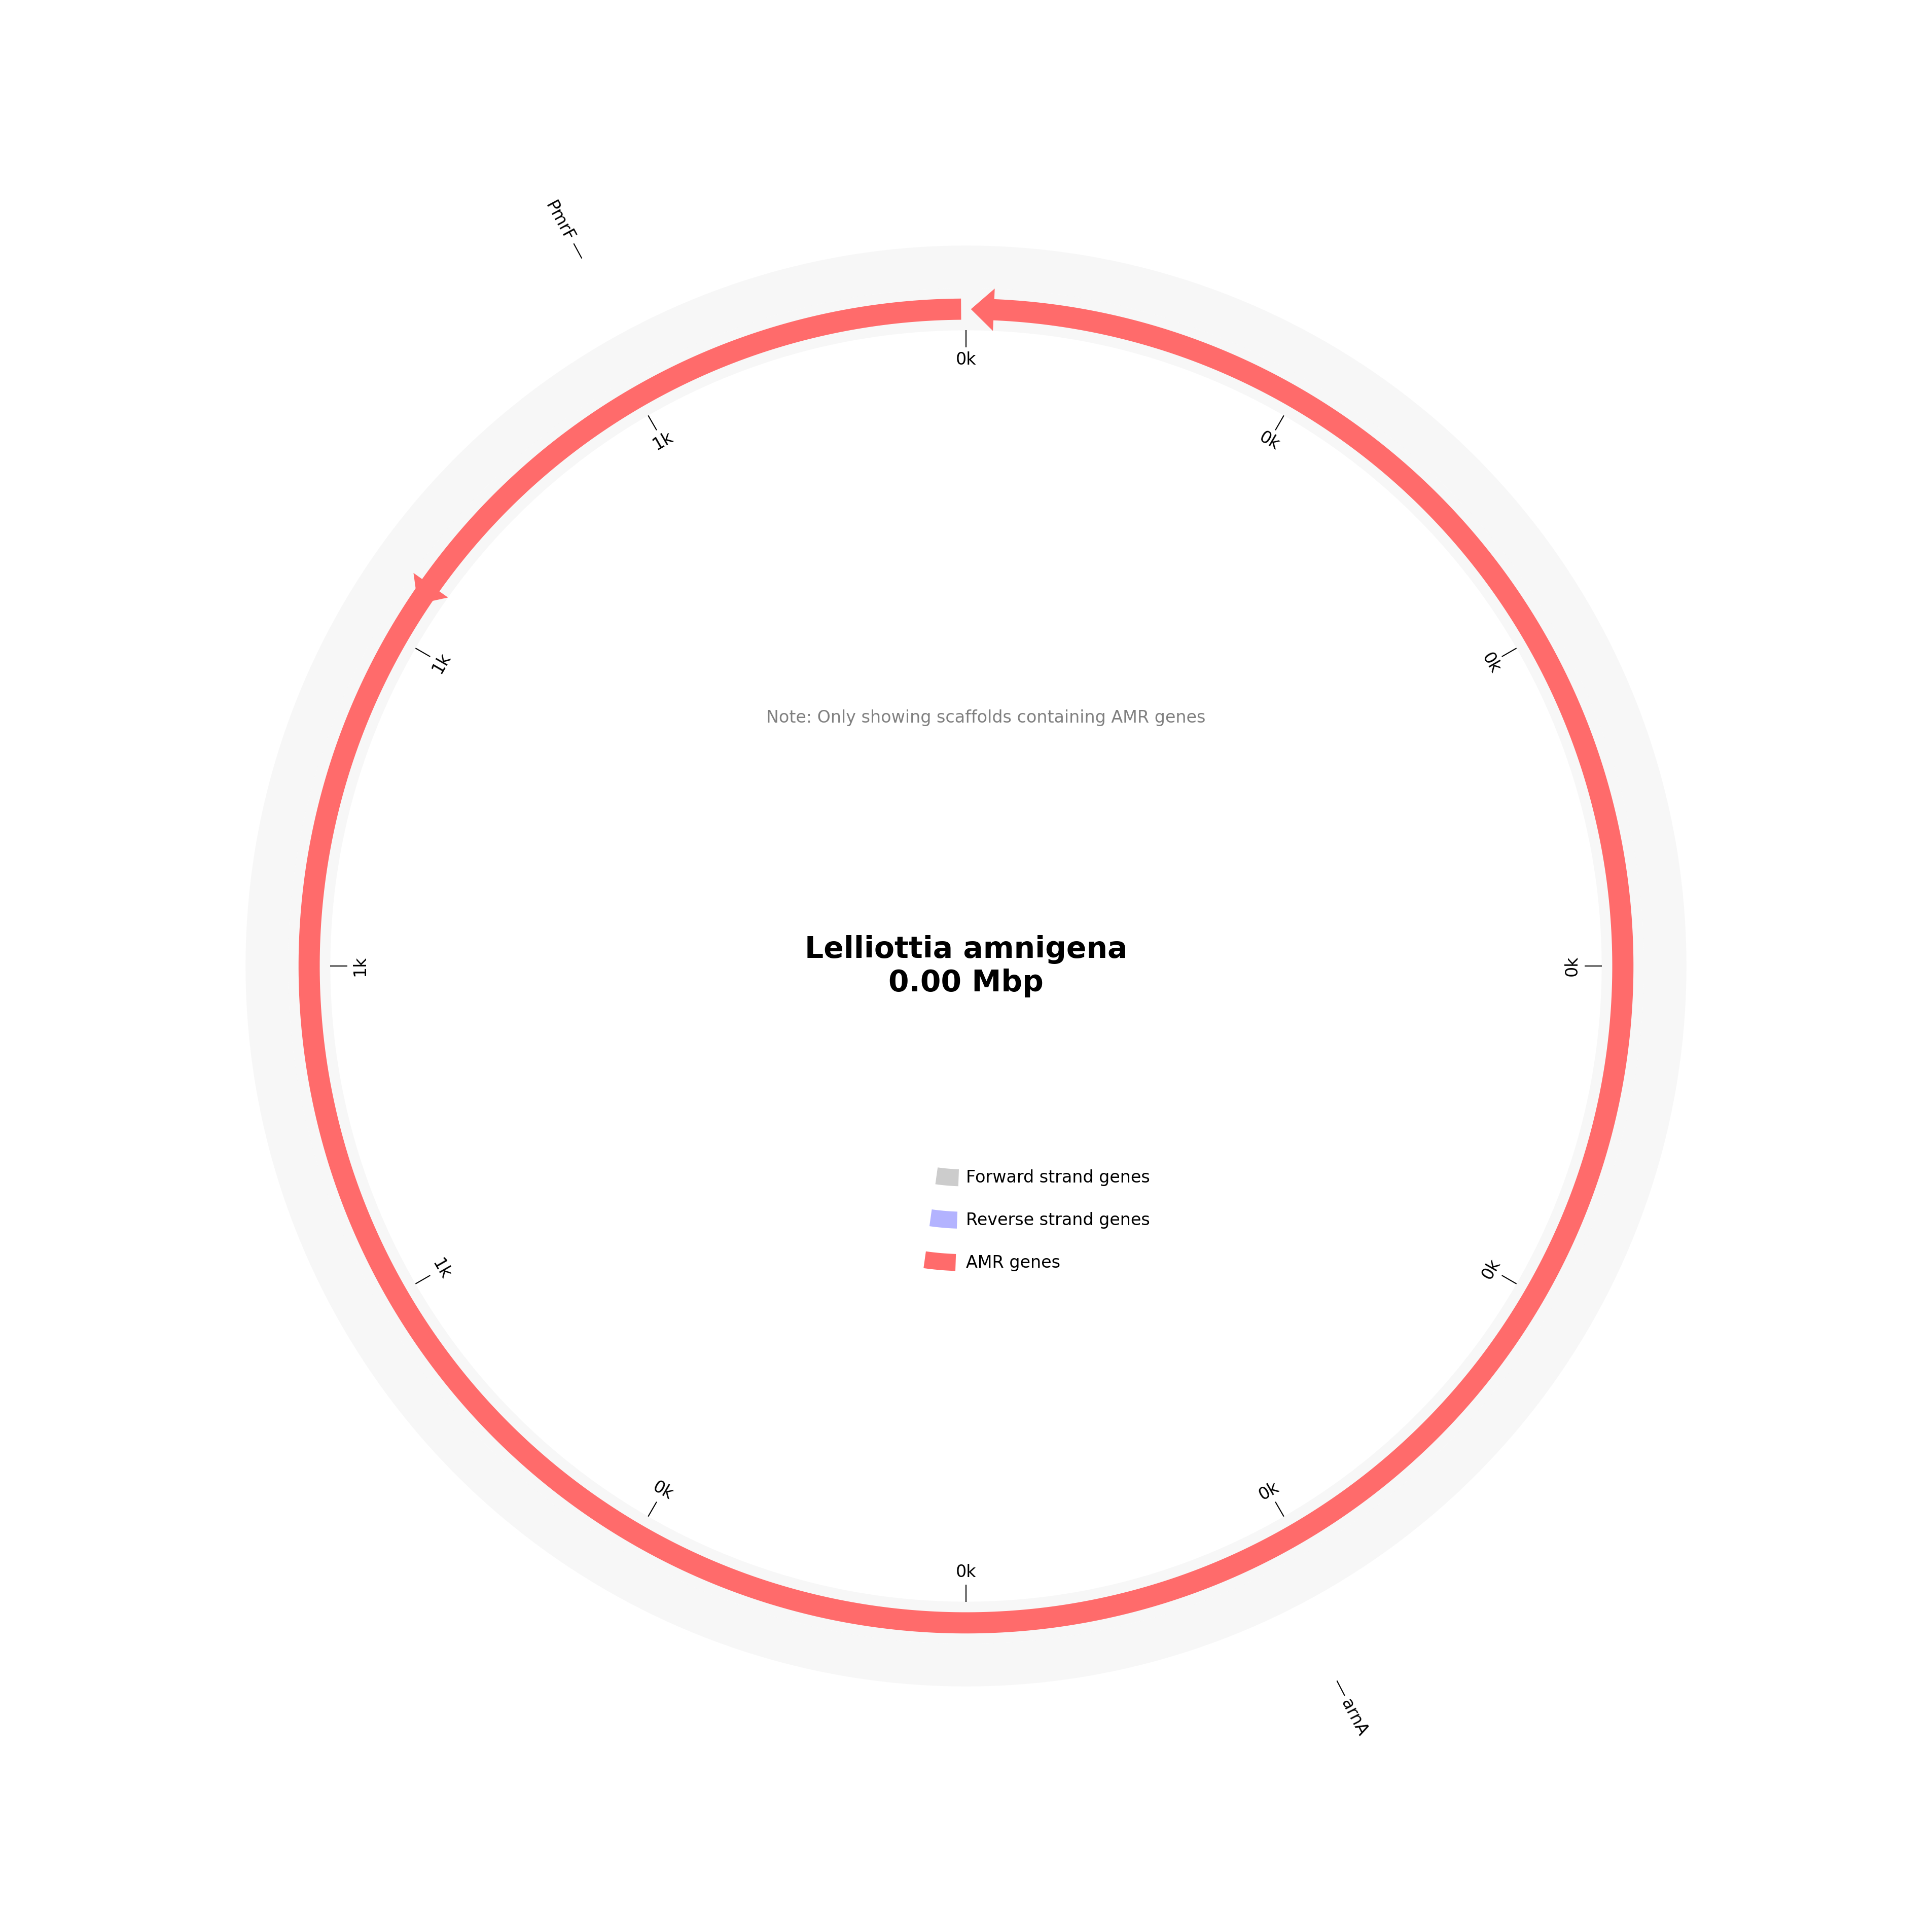 PmrF
0k
1k
0k
1k
0k
Note: Only showing scaffolds containing AMR genes
Lelliottia amnigena
0.00 Mbp
1k
0k
Forward strand genes
Reverse strand genes
AMR genes
1k
0k
0k
0k
0k
arnA